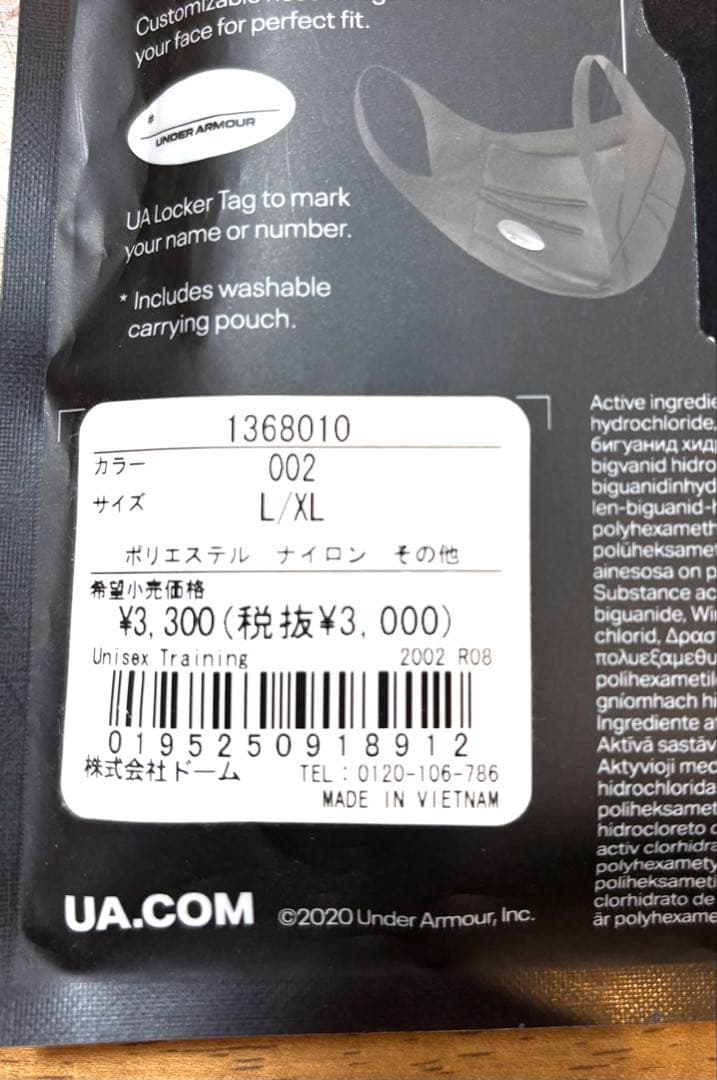 Customizable
your face for perfect fit.
#
UNDER ARMOUR
UA Locker Tag to mark
your name or number.
* Includes washable
carrying pouch.
1368010
カラー 002
サイズ L/XL
ポリエステル ナイロン その他
希望小売価格
¥3,300(税抜¥3,000)
Unisex Training 2002 R08
0195250918912
株式会社ドーム TEL:0120-106-786
MADE IN VIETNAM
UA.COM ©2020 Under Armour, Inc.
Active ingredie
hydrochloride,
бигуанид хид
bigvanid hidro
biguanidinhyd
len-biguanid-h
polyhexameth
polüheksamet
ainesosa on p
Substance ac
biguanide, Wi
chlorid, Δραστ
πολυεξαμεθυ
polihexametil
gníomhach hi
Ingrediente at
Aktīvā sastāv
Aktyvioji med
hidrochlorida
poliheksamet
hidrocloreto d
activ clorhidra
polyhexamety
poliheksameti
clorhidrato de
är polyhexame